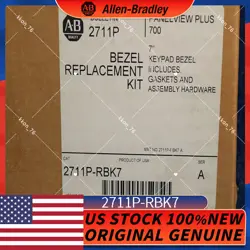 Allen-Bradley
AB
BULLETIN
2711P
PANELVIEW PLUS
700
BEZEL
REPLACEMENT
KIT
7"
KEYPAD BEZEL
INCLUDES
GASKETS AND
ASSEMBLY HARDWARE
CAT
PRODUCT OF
SER
2711P-RBK7
A
2711P-RBK7
US STOCK 100%ORIGINAL
NEW GENUINE